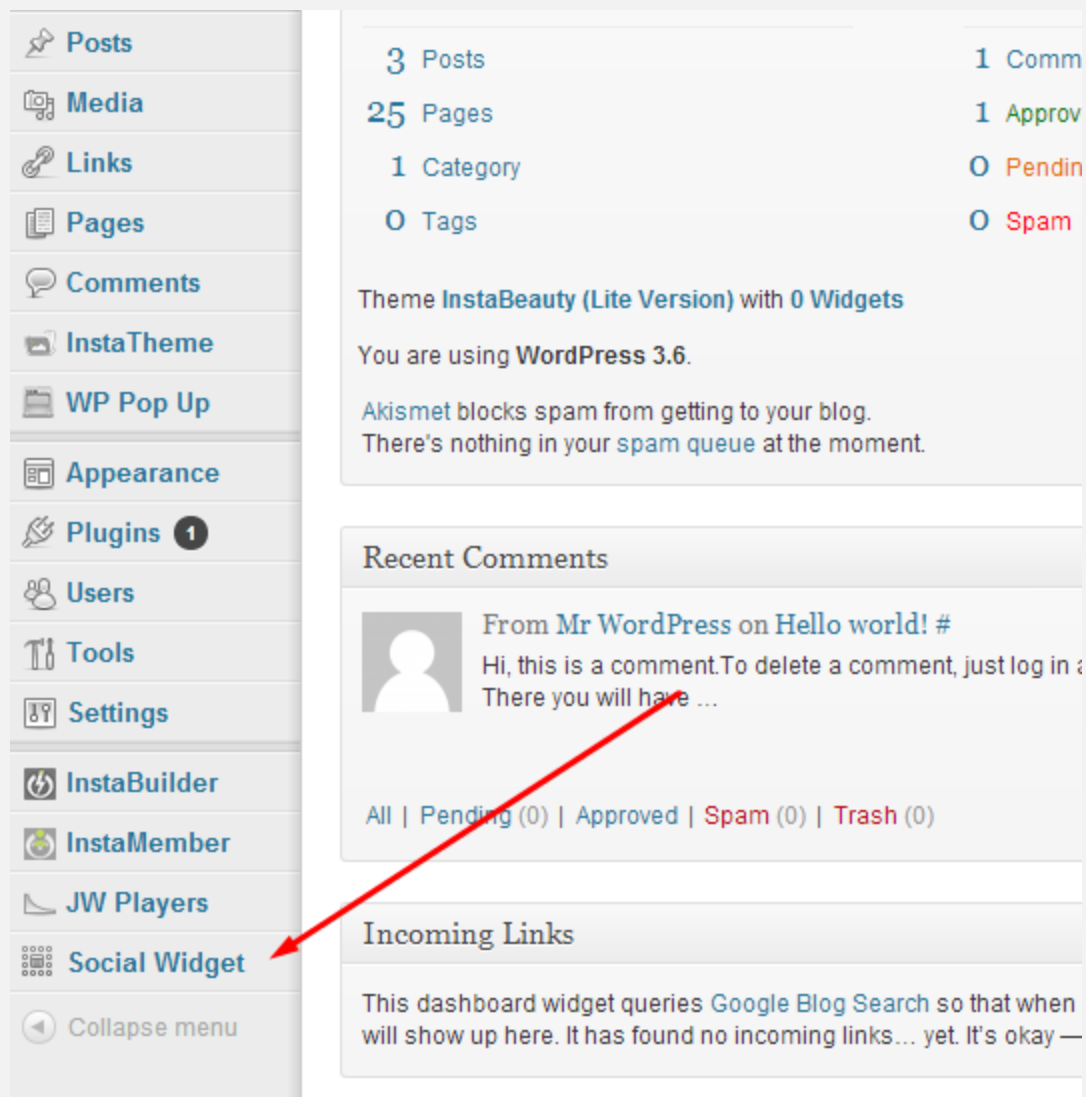 Posts
Media
Links
Pages
Comments
InstaTheme
WP Pop Up
Appearance
Plugins 1
Users
Tools
Settings
InstaBuilder
InstaMember
JW Players
Social Widget
Collapse menu
3 Posts
25 Pages
1 Category
0 Tags
1 Comm
1 Approv
0 Pendin
0 Spam
Theme InstaBeauty (Lite Version) with 0 Widgets
You are using WordPress 3.6.
Akismet blocks spam from getting to your blog.
There's nothing in your spam queue at the moment.
Recent Comments
From Mr WordPress on Hello world! #
Hi, this is a comment.To delete a comment, just log in
There you will have ...
All | Pending (0) | Approved | Spam (0) | Trash (0)
Incoming Links
This dashboard widget queries Google Blog Search so that when
will show up here. It has found no incoming links... yet. It's okay —